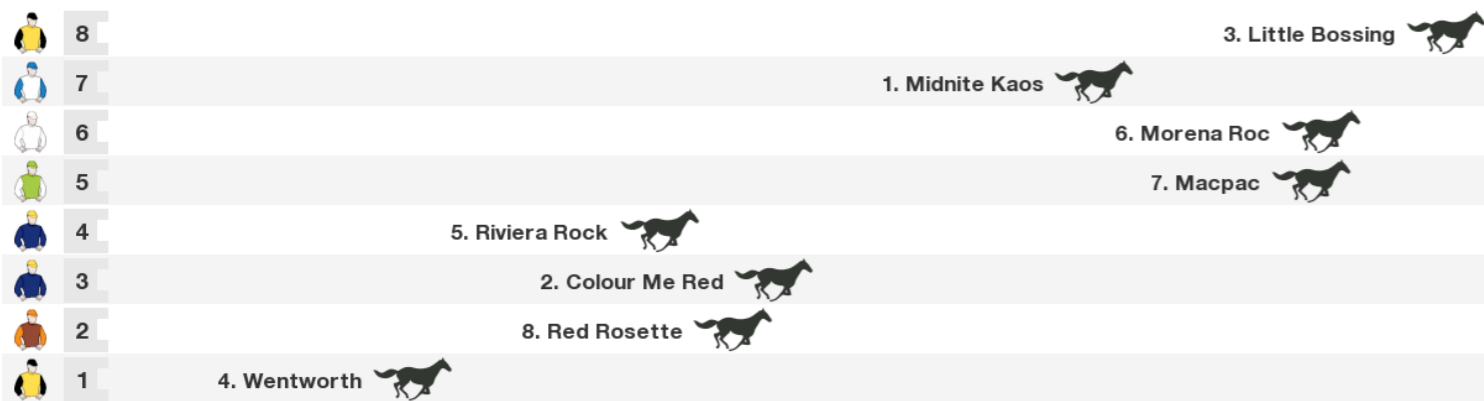 8 3. Little Bossing
7 1. Midnite Kaos
6 6. Morena Roc
5 7. Macpac
4 5. Riviera Rock
3 2. Colour Me Red
2 8. Red Rosette
1 4. Wentworth